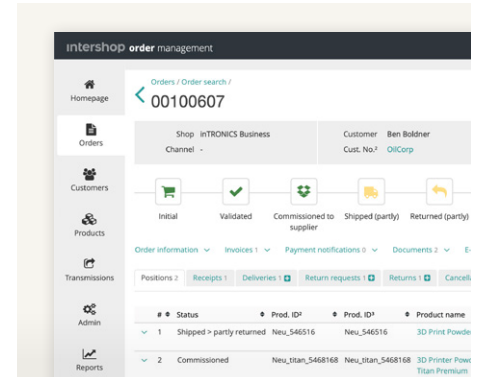 intershop order management
Homepage
Orders
Customers
Products
Transmissions
Admin
Reports
Orders / Order search /
00100607
Shop inTRONICS Business Customer Ben Boldner
Channel - Cust. No.² OilCorp
Initial Validated Commissioned to supplier Shipped (partly) Returned (partly)
Order information Invoices 1 Payment notifications 0 Documents 2 E-
Positions 2 Receipts 1 Deliveries 1 Return requests 1 Returns 1 Cancella
# Status Prod. ID² Prod. ID³ Product name
1 Shipped > partly returned Neu_546516 Neu_546516 3D Print Powde
2 Commissioned Neu_titan_5468168 Neu_titan_5468168 3D Printer Powd
Titan Premium